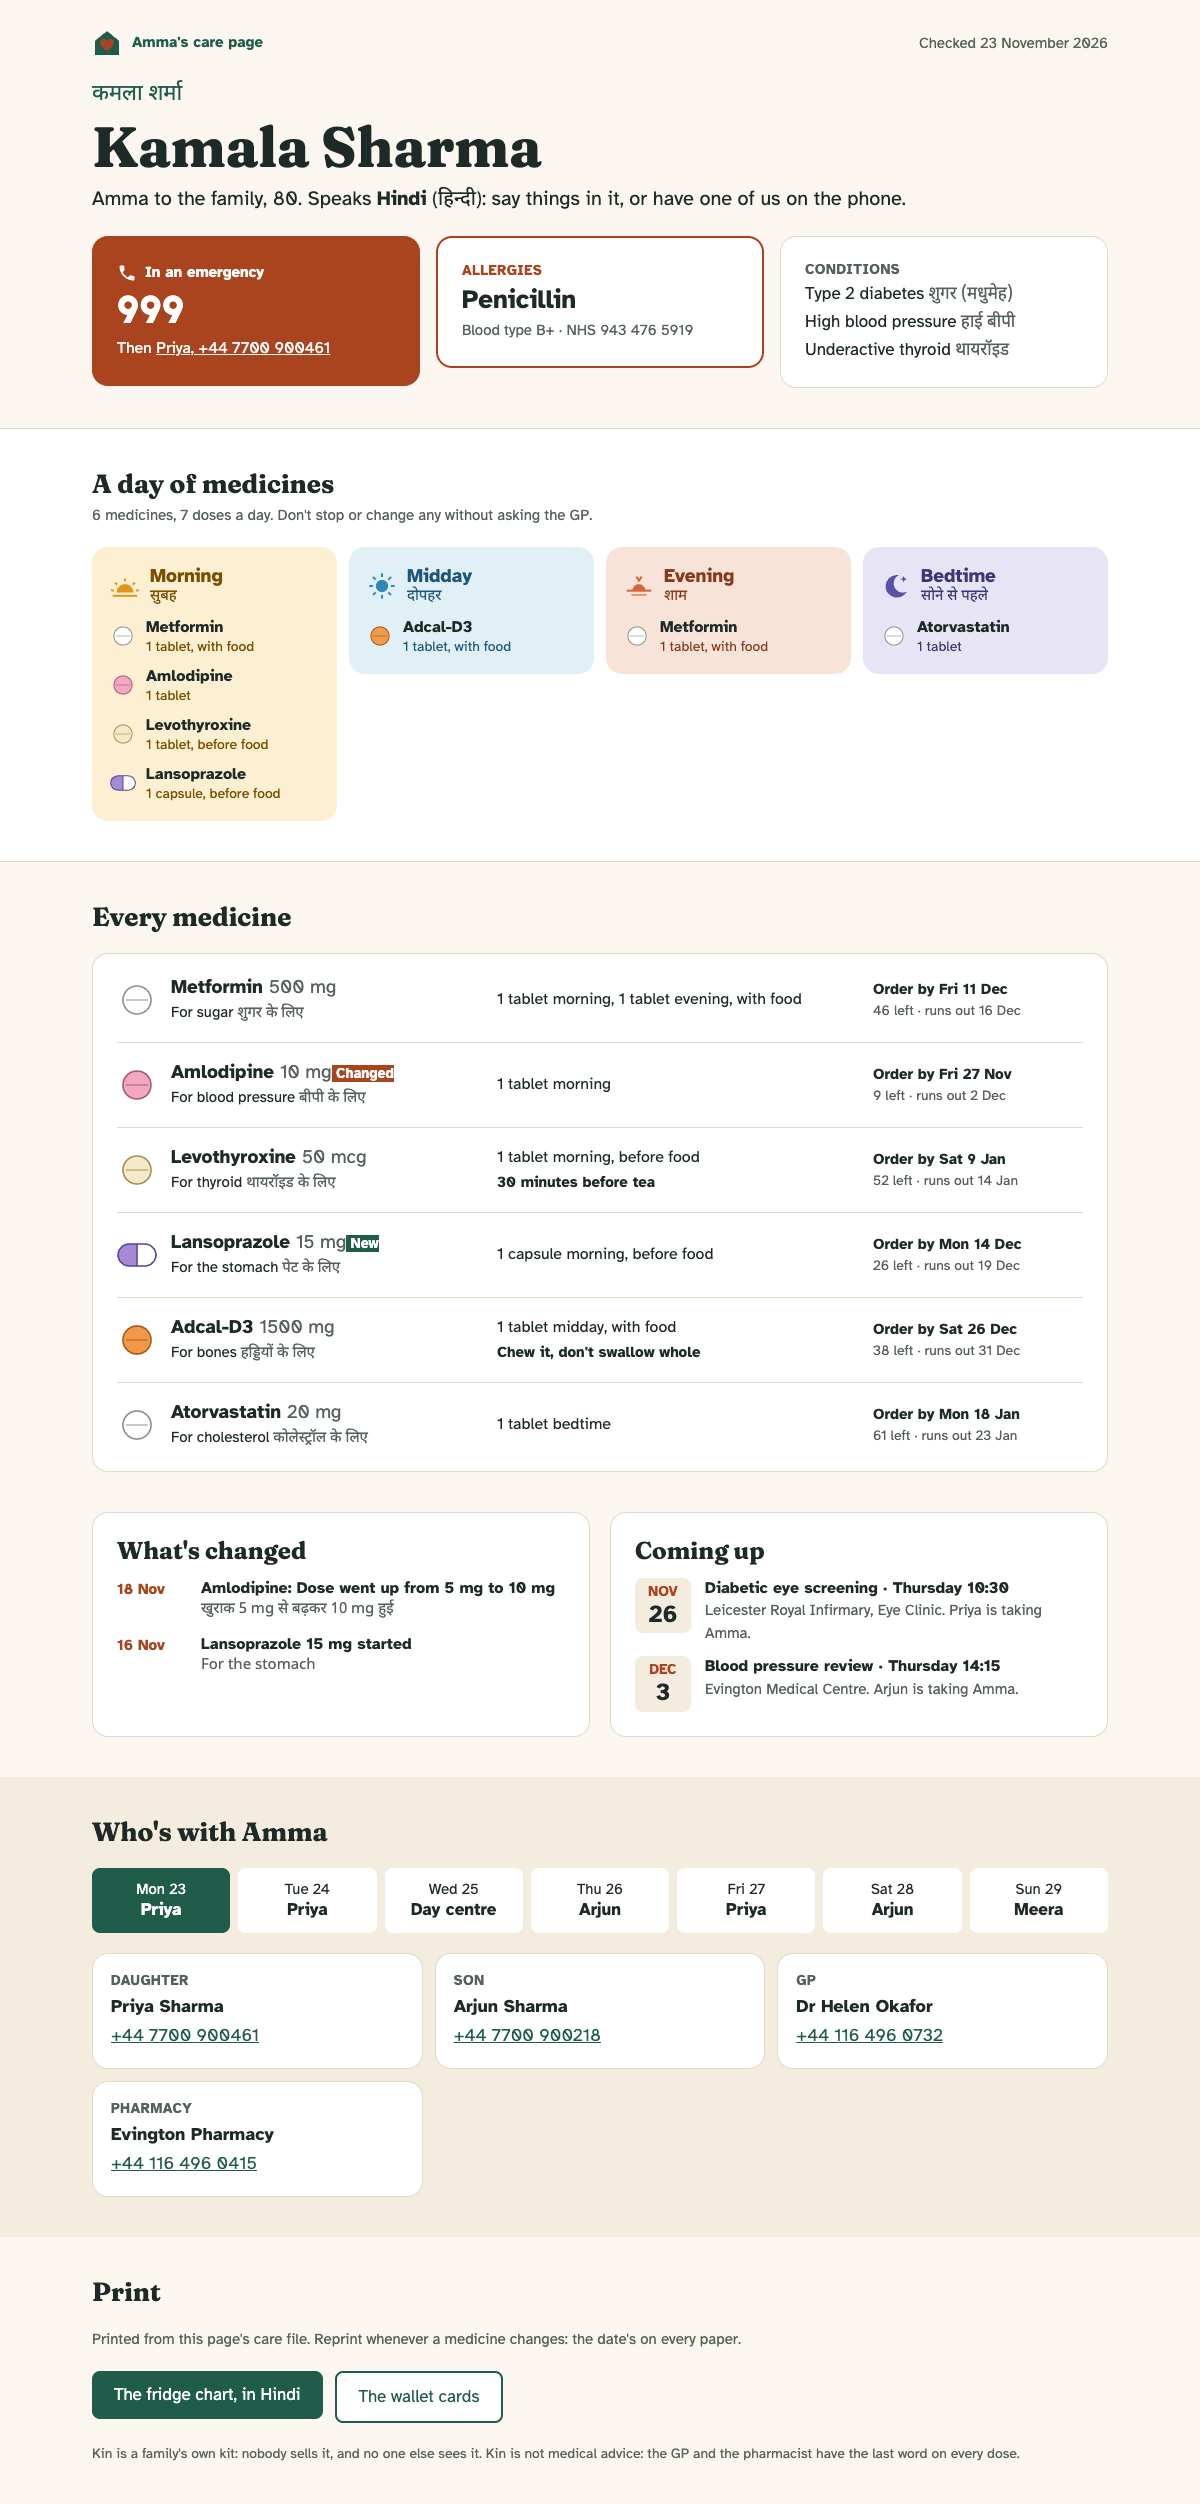 Amma's care page
Checked 23 November 2026
कमला शर्मा
Kamala Sharma
Amma to the family, 80. Speaks Hindi (हिन्दी): say things in it, or have one of us on the phone.
In an emergency
999
Then Priya, +44 7700 900461
ALLERGIES
Penicillin
Blood type B+ · NHS 943 476 5919
CONDITIONS
Type 2 diabetes शुगर (मधुमेह)
High blood pressure हाई बीपी
Underactive thyroid थायरॉइड
A day of medicines
6 medicines, 7 doses a day. Don't stop or change any without asking the GP.
Morning
सुबह
Metformin
1 tablet, with food
Amlodipine
1 tablet
Levothyroxine
1 tablet, before food
Lansoprazole
1 capsule, before food
Midday
दोपहर
Adcal-D3
1 tablet, with food
Evening
शाम
Metformin
1 tablet, with food
Bedtime
सोने से पहले
Atorvastatin
1 tablet
Every medicine
Metformin 500 mg
For sugar शुगर के लिए
1 tablet morning, 1 tablet evening, with food
Order by Fri 11 Dec
46 left · runs out 16 Dec
Amlodipine 10 mg Changed
For blood pressure बीपी के लिए
1 tablet morning
Order by Fri 27 Nov
9 left · runs out 2 Dec
Levothyroxine 50 mcg
For thyroid थायरॉइड के लिए
1 tablet morning, before food
30 minutes before tea
Order by Sat 9 Jan
52 left · runs out 14 Jan
Lansoprazole 15 mg New
For the stomach पेट के लिए
1 capsule morning, before food
Order by Mon 14 Dec
26 left · runs out 19 Dec
Adcal-D3 1500 mg
For bones हड्डियों के लिए
1 tablet midday, with food
Chew it, don't swallow whole
Order by Sat 26 Dec
38 left · runs out 31 Dec
Atorvastatin 20 mg
For cholesterol कोलेस्ट्रॉल के लिए
1 tablet bedtime
Order by Mon 18 Jan
61 left · runs out 23 Jan
What's changed
18 Nov
Amlodipine: Dose went up from 5 mg to 10 mg
खुराक 5 mg से बढ़कर 10 mg हुई
16 Nov
Lansoprazole 15 mg started
For the stomach
Coming up
NOV
26
Diabetic eye screening · Thursday 10:30
Leicester Royal Infirmary, Eye Clinic. Priya is taking
Amma.
DEC
3
Blood pressure review · Thursday 14:15
Evington Medical Centre. Arjun is taking Amma.
Who's with Amma
Mon 23
Priya
Tue 24
Priya
Wed 25
Day centre
Thu 26
Arjun
Fri 27
Priya
Sat 28
Arjun
Sun 29
Meera
DAUGHTER
Priya Sharma
+44 7700 900461
SON
Arjun Sharma
+44 7700 900218
GP
Dr Helen Okafor
+44 116 496 0732
PHARMACY
Evington Pharmacy
+44 116 496 0415
Print
Printed from this page's care file. Reprint whenever a medicine changes: the date's on every paper.
The fridge chart, in Hindi
The wallet cards
Kin is a family's own kit: nobody sells it, and no one else sees it. Kin is not medical advice: the GP and the pharmacist have the last word on every dose.